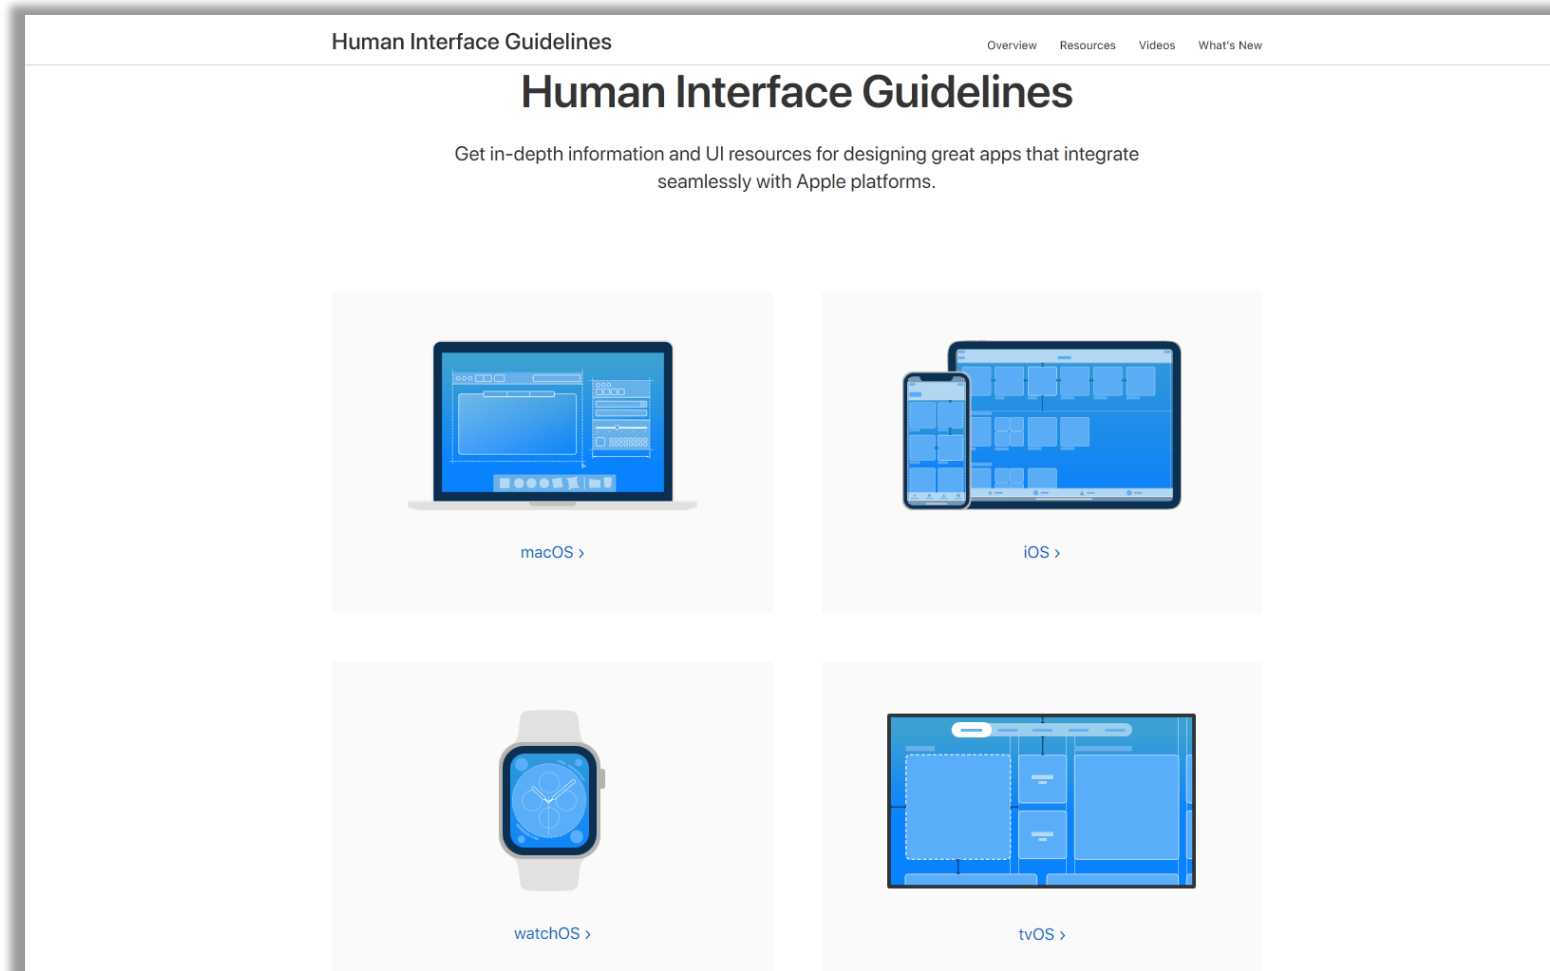 Human Interface Guidelines
Overview Resources Videos What's New
Human Interface Guidelines
Get in-depth information and UI resources for designing great apps that integrate
seamlessly with Apple platforms.
macOS ›
iOS ›
watchOS ›
tvOS ›